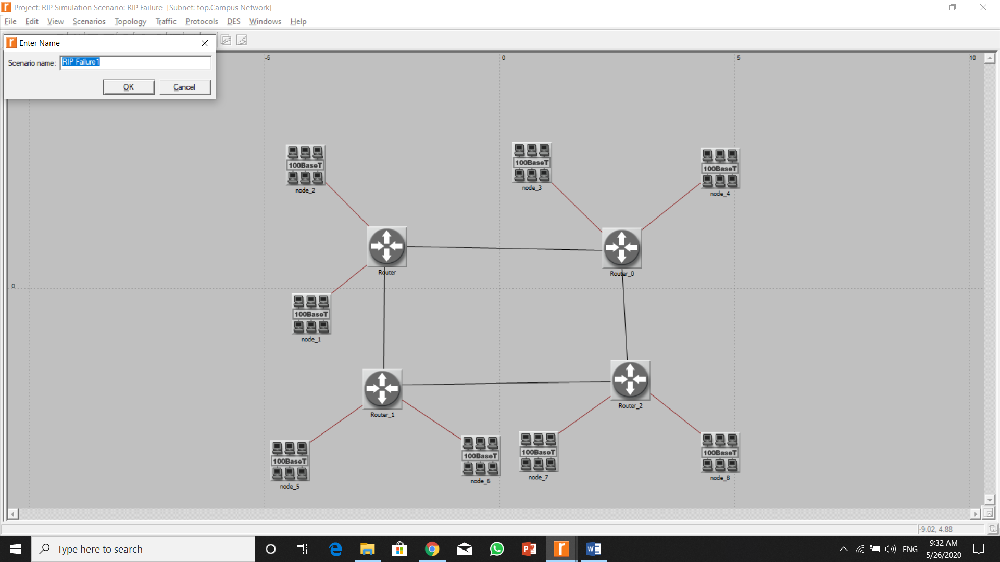 Project: RIP Simulation Scenario: RIP Failure [Subnet: top.Campus Network]
File Edit View Scenarios Topology Traffic Protocols DES Windows Help
Enter Name
Scenario name: RIP Failure1
OK Cancel
-5 0 5 10
0
100BaseT
node_2
100BaseT
node_3
100BaseT
node_4
Router
Router_0
100BaseT
node_1
Router_1
Router_2
100BaseT
node_5
100BaseT
node_6
100BaseT
node_7
100BaseT
node_8
-9.02, 4.88
Type here to search
ENG
9:32 AM
5/26/2020